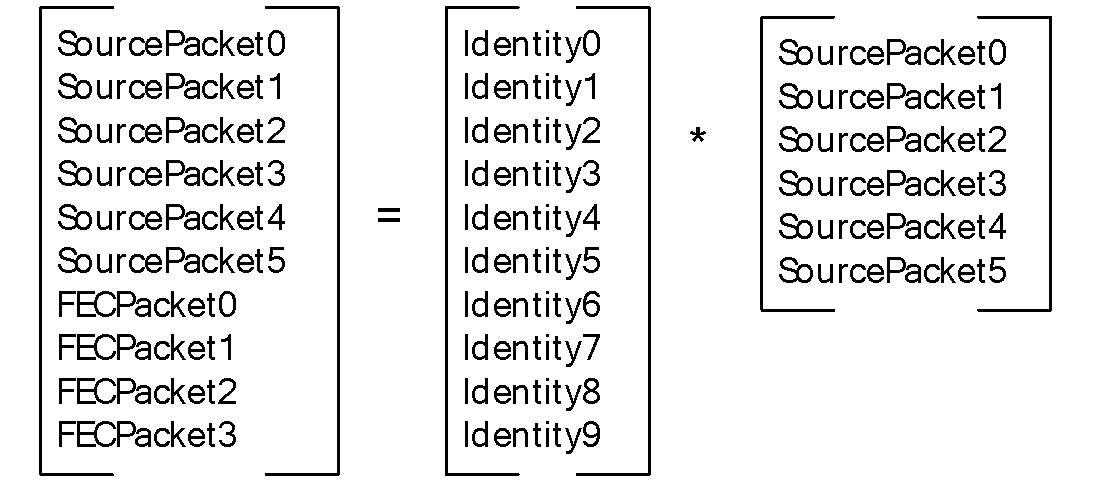 SourcePacket0
SourcePacket1
SourcePacket2
SourcePacket3
SourcePacket4
SourcePacket5
FECPacket0
FECPacket1
FECPacket2
FECPacket3
=
Identity0
Identity1
Identity2
Identity3
Identity4
Identity5
Identity6
Identity7
Identity8
Identity9
*
SourcePacket0
SourcePacket1
SourcePacket2
SourcePacket3
SourcePacket4
SourcePacket5